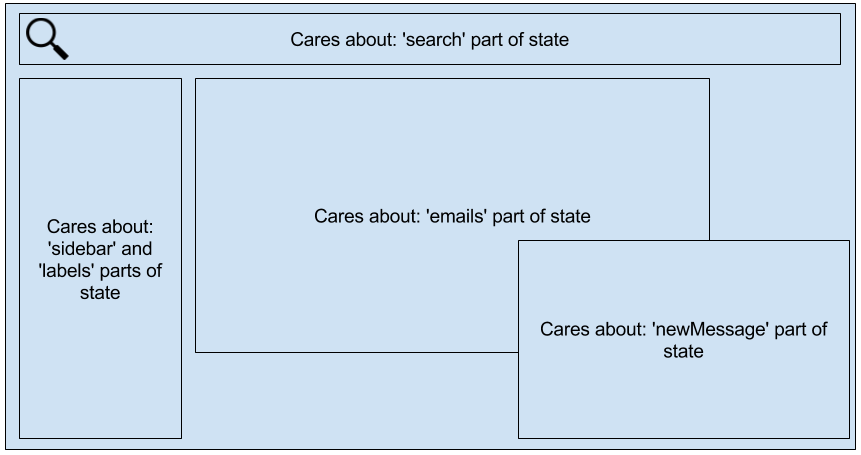 Cares about: 'search' part of state
Cares about:
'sidebar' and
'labels' parts of
state
Cares about: 'emails' part of state
Cares about: 'newMessage' part of
state